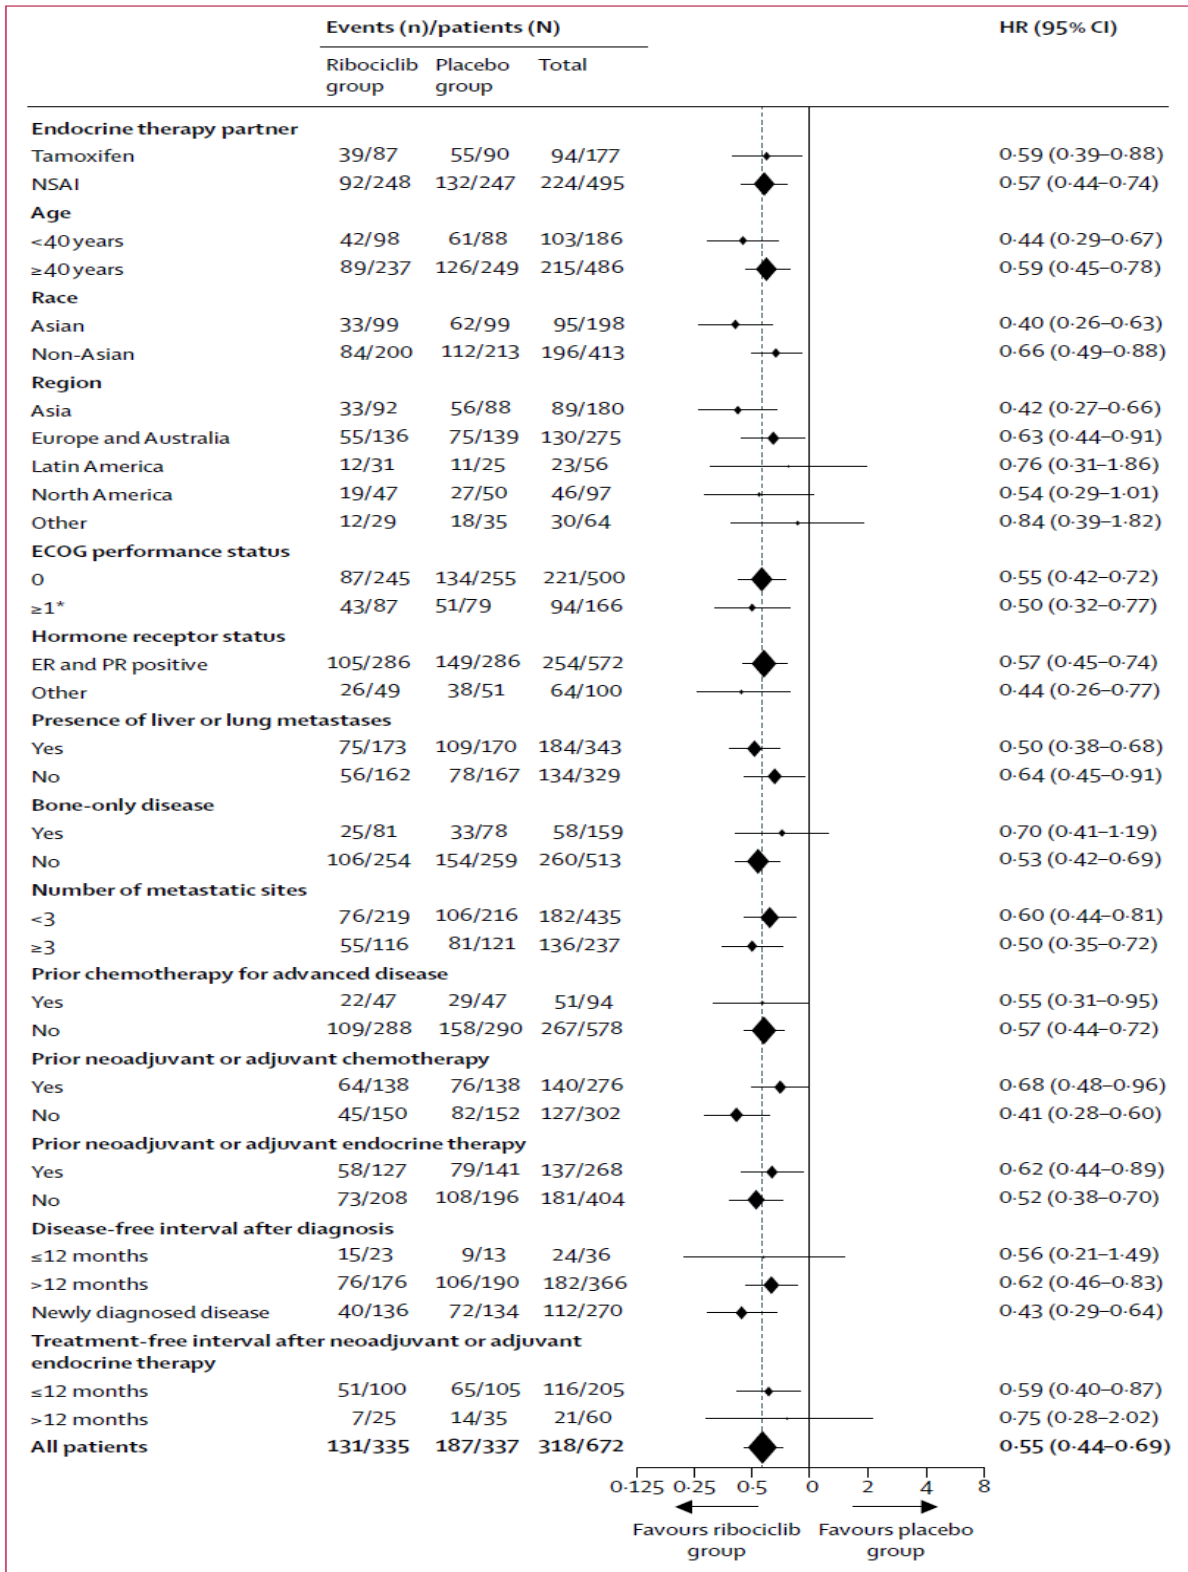 Events (n)/patients (N) HR (95% CI)
Ribociclib group Placebo group Total
Endocrine therapy partner
Tamoxifen 39/87 55/90 94/177 0·59 (0·39–0·88)
NSAI 92/248 132/247 224/495 0·57 (0·44–0·74)
Age
<40 years 42/98 61/88 103/186 0·44 (0·29–0·67)
≥40 years 89/237 126/249 215/486 0·59 (0·45–0·78)
Race
Asian 33/99 62/99 95/198 0·40 (0·26–0·63)
Non-Asian 84/200 112/213 196/413 0·66 (0·49–0·88)
Region
Asia 33/92 56/88 89/180 0·42 (0·27–0·66)
Europe and Australia 55/136 75/139 130/275 0·63 (0·44–0·91)
Latin America 12/31 11/25 23/56 0·76 (0·31–1·86)
North America 19/47 27/50 46/97 0·54 (0·29–1·01)
Other 12/29 18/35 30/64 0·84 (0·39–1·82)
ECOG performance status
0 87/245 134/255 221/500 0·55 (0·42–0·72)
≥1* 43/87 51/79 94/166 0·50 (0·32–0·77)
Hormone receptor status
ER and PR positive 105/286 149/286 254/572 0·57 (0·45–0·74)
Other 26/49 38/51 64/100 0·44 (0·26–0·77)
Presence of liver or lung metastases
Yes 75/173 109/170 184/343 0·50 (0·38–0·68)
No 56/162 78/167 134/329 0·64 (0·45–0·91)
Bone-only disease
Yes 25/81 33/78 58/159 0·70 (0·41–1·19)
No 106/254 154/259 260/513 0·53 (0·42–0·69)
Number of metastatic sites
<3 76/219 106/216 182/435 0·60 (0·44–0·81)
≥3 55/116 81/121 136/237 0·50 (0·35–0·72)
Prior chemotherapy for advanced disease
Yes 22/47 29/47 51/94 0·55 (0·31–0·95)
No 109/288 158/290 267/578 0·57 (0·44–0·72)
Prior neoadjuvant or adjuvant chemotherapy
Yes 64/138 76/138 140/276 0·68 (0·48–0·96)
No 45/150 82/152 127/302 0·41 (0·28–0·60)
Prior neoadjuvant or adjuvant endocrine therapy
Yes 58/127 79/141 137/268 0·62 (0·44–0·89)
No 73/208 108/196 181/404 0·52 (0·38–0·70)
Disease-free interval after diagnosis
≤12 months 15/23 9/13 24/36 0·56 (0·21–1·49)
>12 months 76/176 106/190 182/366 0·62 (0·46–0·83)
Newly diagnosed disease 40/136 72/134 112/270 0·43 (0·29–0·64)
Treatment-free interval after neoadjuvant or adjuvant
endocrine therapy
≤12 months 51/100 65/105 116/205 0·59 (0·40–0·87)
>12 months 7/25 14/35 21/60 0·75 (0·28–2·02)
All patients 131/335 187/337 318/672 0·55 (0·44–0·69)
0·125 0·25 0·5 0 2 4 8
Favours ribociclib group Favours placebo group